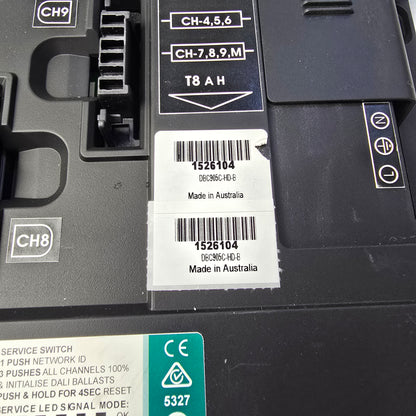 CH9
CH-4,5,6
CH-7,8,9,M
T8 A H
N
L
1526104
DBC905C-HD-B
Made in Australia
1526104
DBC905C-HD-B
Made in Australia
CH8
SERVICE SWITCH
1 PUSH NETWORK ID
3 PUSHES ALL CHANNELS 100%
& INITIALISE DALI BALLASTS
PUSH & HOLD FOR 4SEC RESET
SERVICE LED SIGNAL MODE:
OK
CE
5327